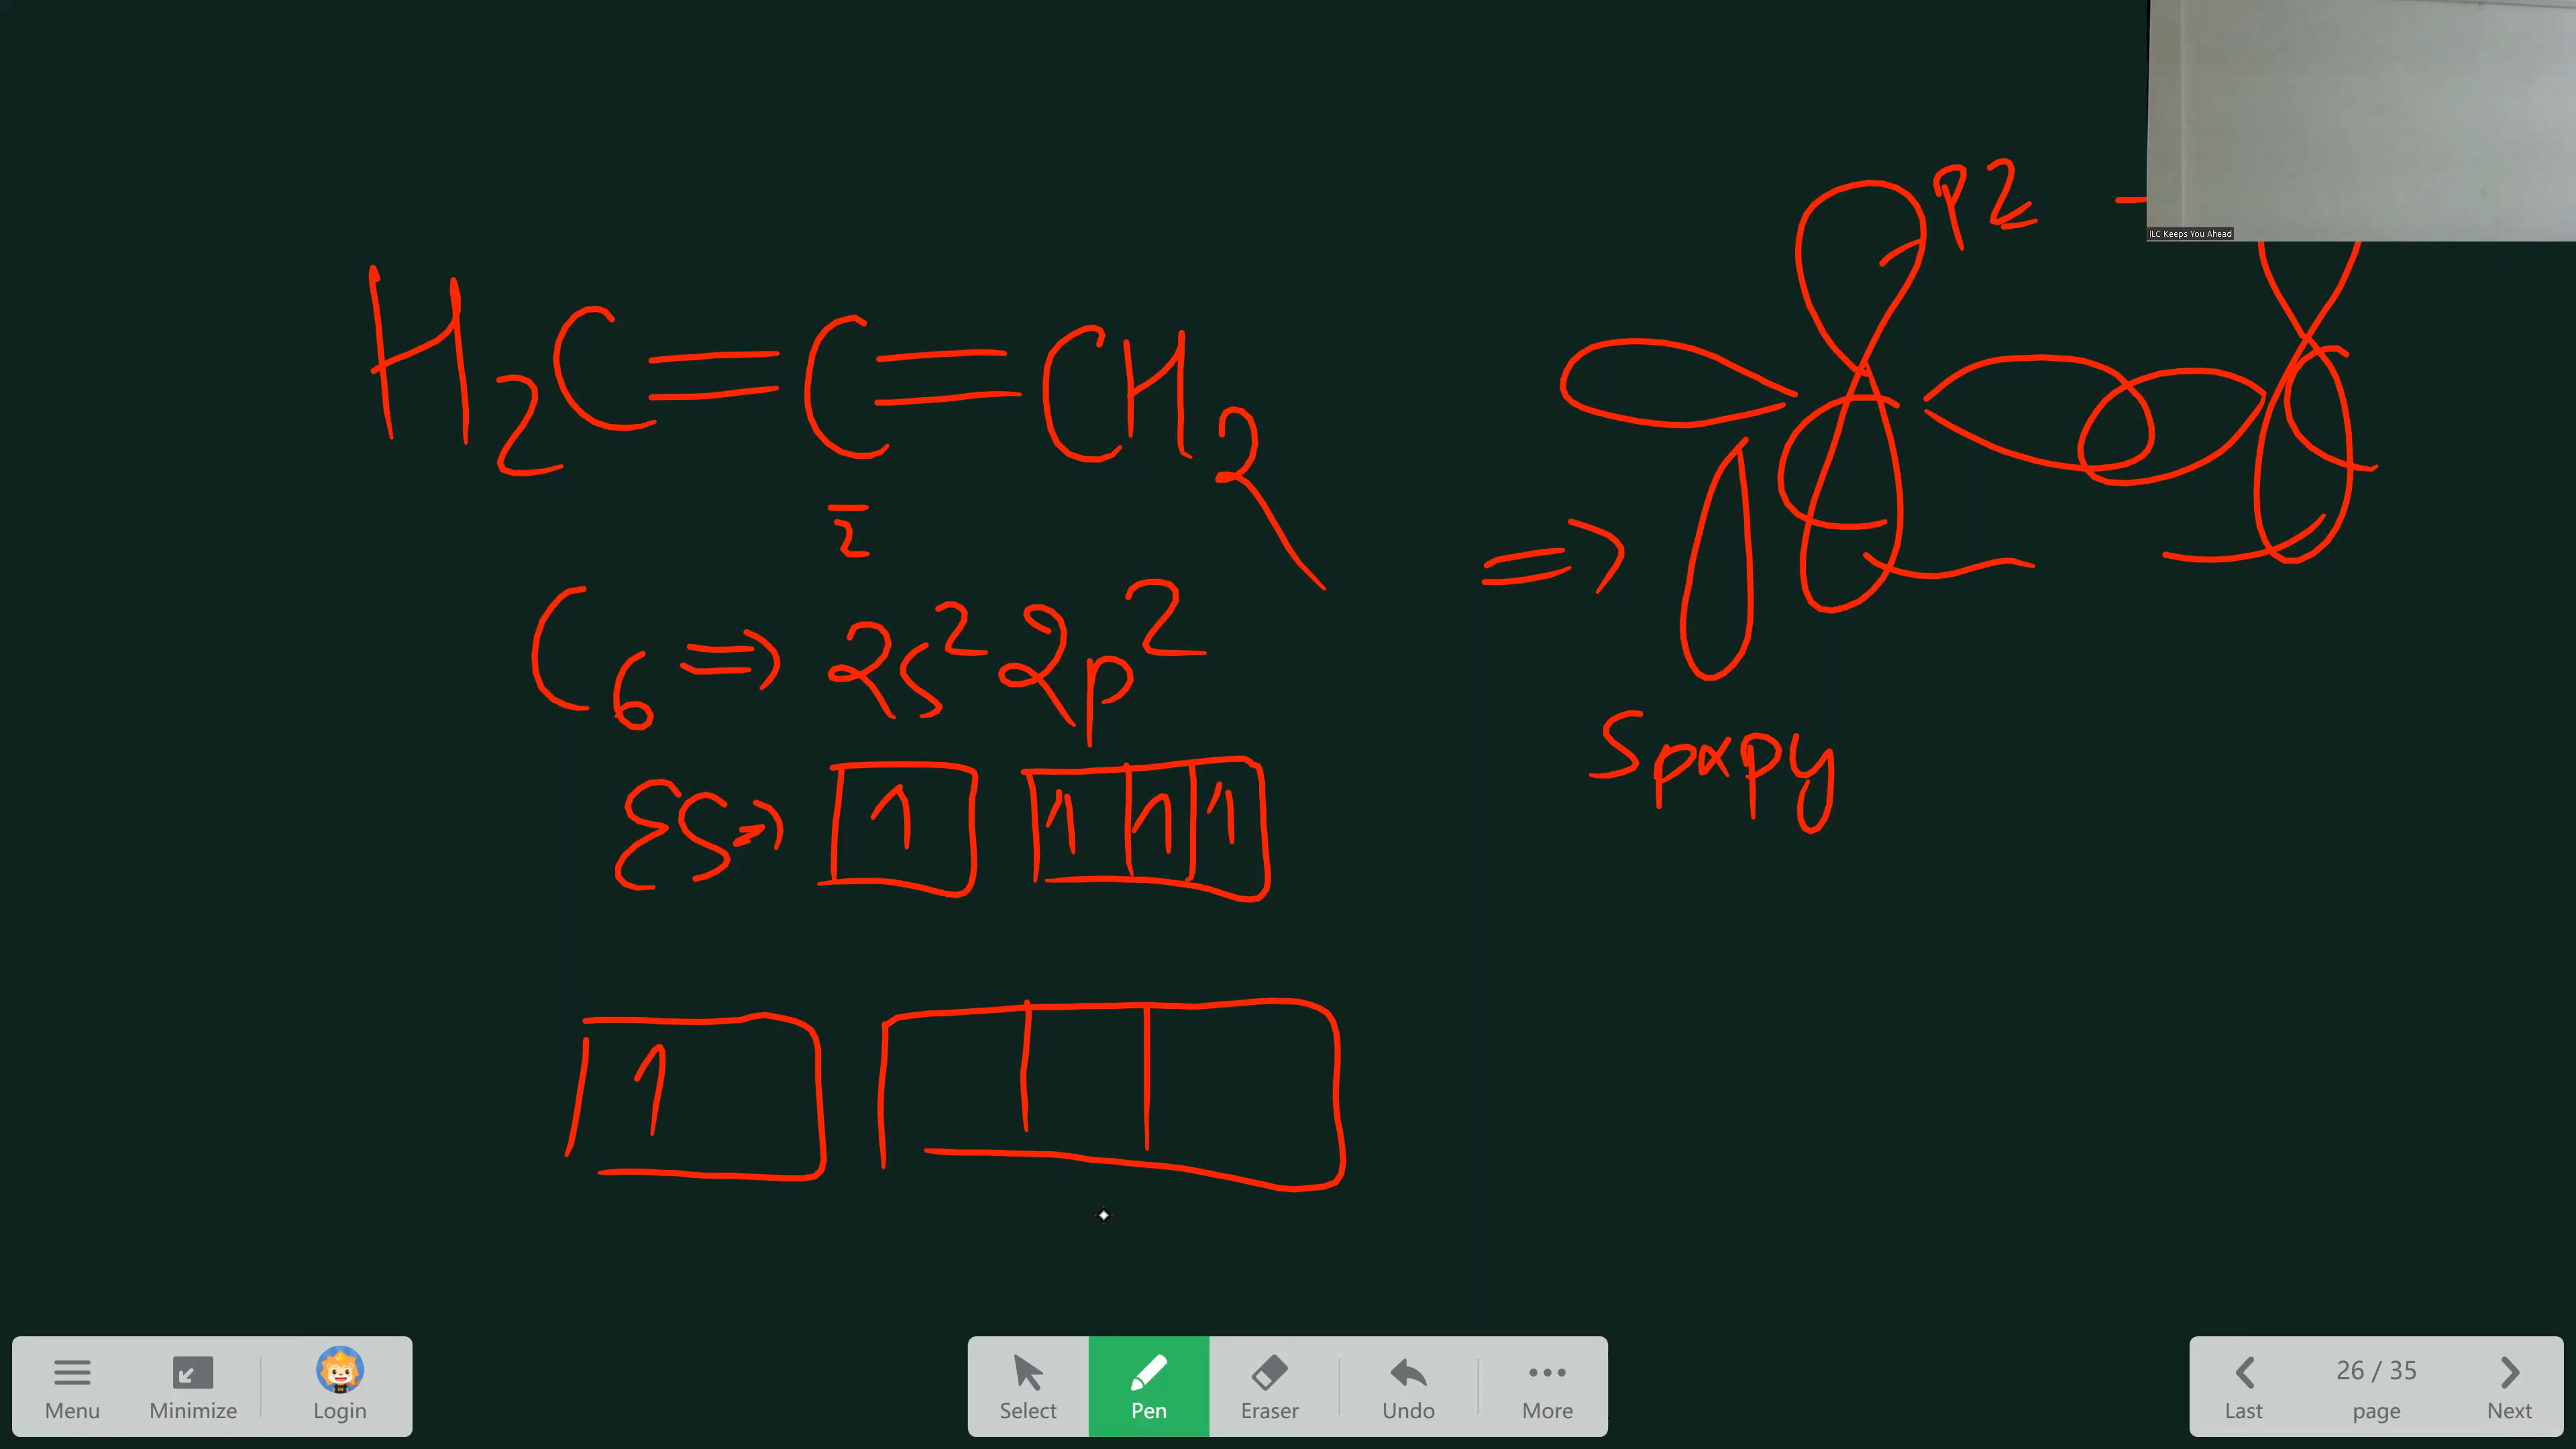 H2C=C=CH2
2
C6 ⇒ 2s² 2p²
ES ⇒ 1 1 1 1
1
p2
⇒
Spxpy
ILC Keeps You Ahead
Menu Minimize Login
Select Pen Eraser Undo More
26 / 35
Last page Next